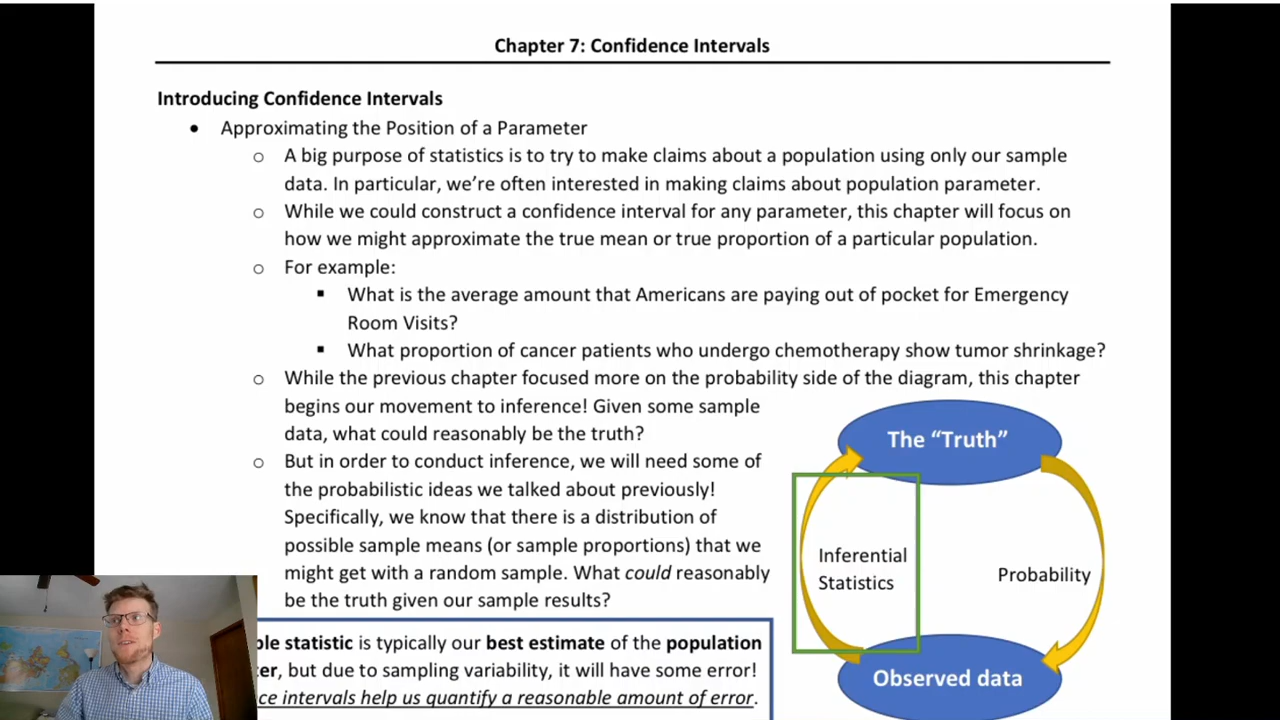 Chapter 7: Confidence Intervals
Introducing Confidence Intervals
• Approximating the Position of a Parameter
o A big purpose of statistics is to try to make claims about a population using only our sample
data. In particular, we're often interested in making claims about population parameter.
o While we could construct a confidence interval for any parameter, this chapter will focus on
how we might approximate the true mean or true proportion of a particular population.
o For example:
▪ What is the average amount that Americans are paying out of pocket for Emergency
Room Visits?
▪ What proportion of cancer patients who undergo chemotherapy show tumor shrinkage?
o While the previous chapter focused more on the probability side of the diagram, this chapter
begins our movement to inference! Given some sample
data, what could reasonably be the truth?
o But in order to conduct inference, we will need some of
the probabilistic ideas we talked about previously!
Specifically, we know that there is a distribution of
possible sample means (or sample proportions) that we
might get with a random sample. What could reasonably
be the truth given our sample results?
ple statistic is typically our best estimate of the population
er, but due to sampling variability, it will have some error!
ce intervals help us quantify a reasonable amount of error.
The "Truth"
Inferential
Statistics
Probability
Observed data